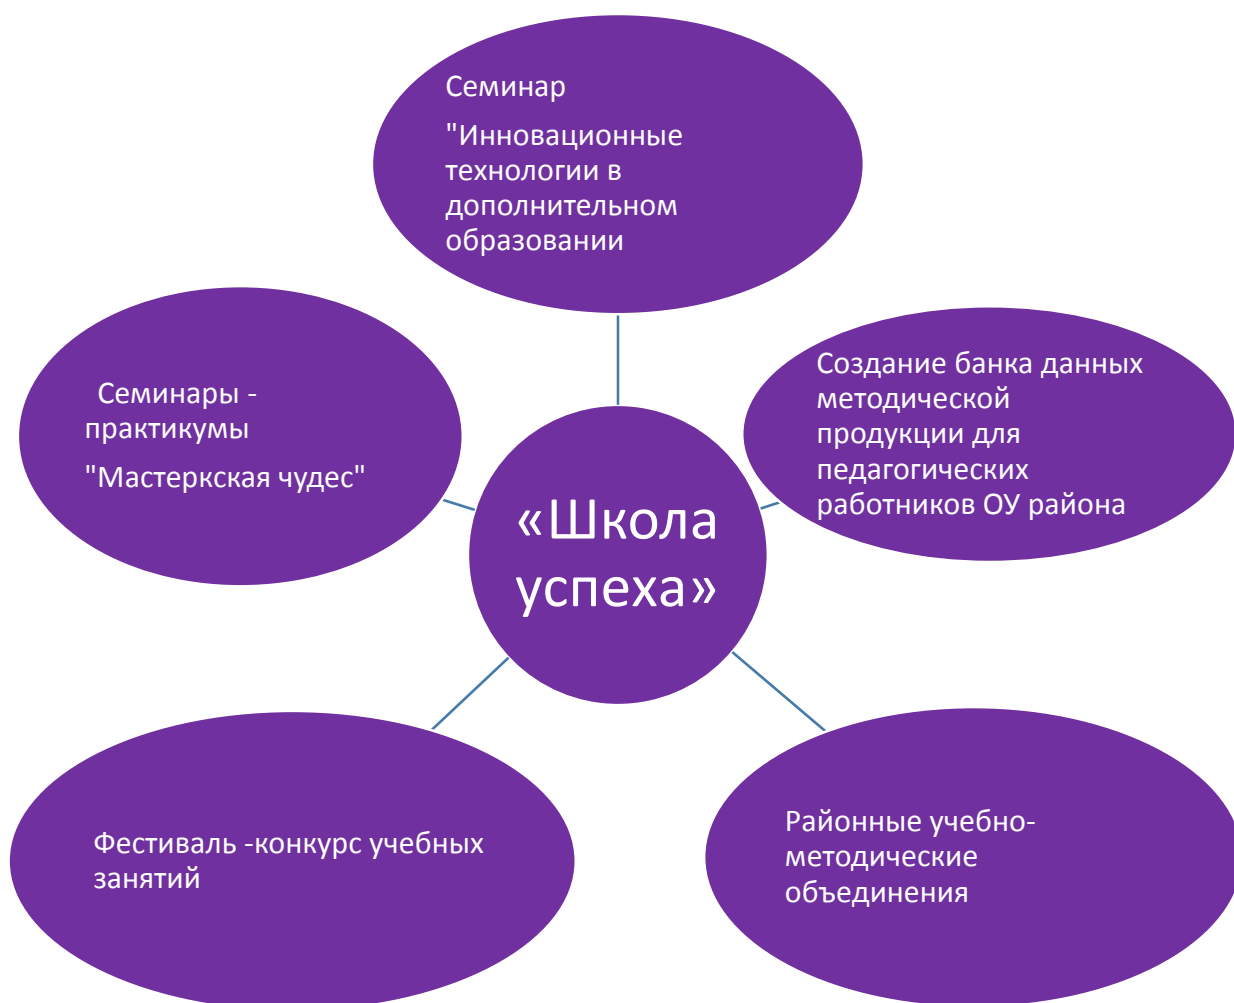 Семинар
"Инновационные
технологии в
дополнительном
образовании
Создание банка данных
методической
продукции для
педагогических
работников ОУ района
Семинары -
практикумы
"Мастеркская чудес"
«Школа
успеха»
Фестиваль -конкурс учебных
занятий
Районные учебно-
методические
объединения